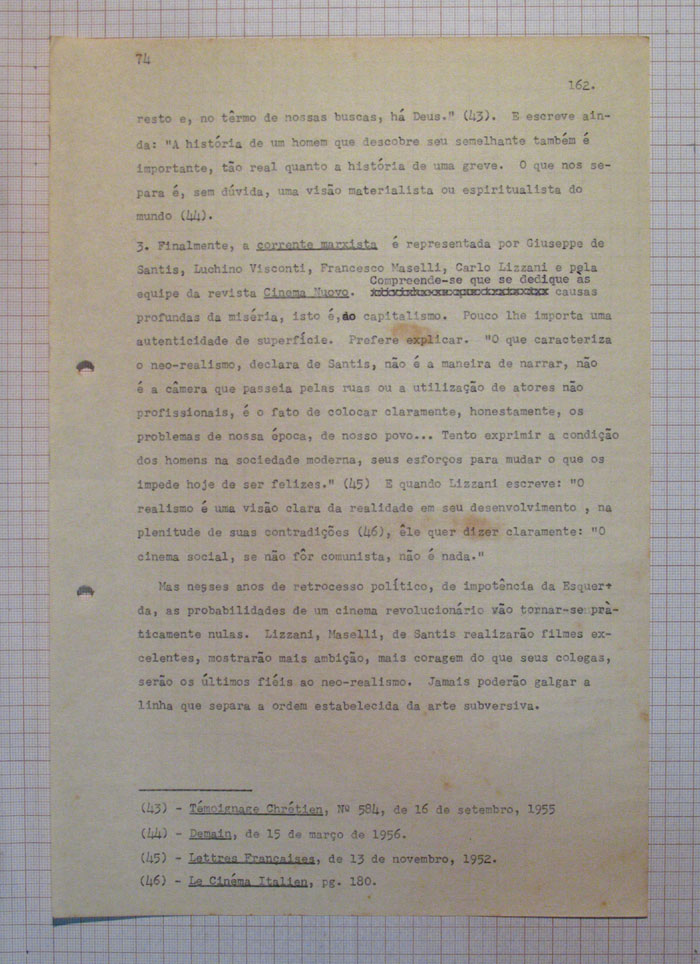 74
162.
resto e, no têrmo de nossas buscas, há Deus." (43). E escreve ain-
da: "A história de um homem que descobre seu semelhante também é
importante, tão real quanto a história de uma greve. O que nos se-
para é, sem dúvida, uma visão materialista ou espiritualista do
mundo (44).
3. Finalmente, a corrente marxista é representada por Giuseppe de
Santis, Luchino Visconti, Francesco Maselli, Carlo Lizzani e pela
Compreende-se que se dedique as
equipe da revista Cinema Nuovo. causas
profundas da miséria, isto é, ao capitalismo. Pouco lhe importa uma
autenticidade de superfície. Prefere explicar. "O que caracteriza
o neo-realismo, declara de Santis, não é a maneira de narrar, não
é a câmera que passeia pelas ruas ou a utilização de atores não
profissionais, é o fato de colocar claramente, honestamente, os
problemas de nossa época, de nosso povo... Tento exprimir a condição
dos homens na sociedade moderna, seus esforços para mudar o que os
impede hoje de ser felizes." (45) E quando Lizzani escreve: "O
realismo é uma visão clara da realidade em seu desenvolvimento , na
plenitude de suas contradições (46), êle quer dizer claramente: "O
cinema social, se não fôr comunista, não é nada."
Mas nesses anos de retrocesso político, de impotência da Esquer-
da, as probabilidades de um cinema revolucionário vão tornar-se prà-
ticamente nulas. Lizzani, Maselli, de Santis realizarão filmes ex-
celentes, mostrarão mais ambição, mais coragem do que seus colegas,
serão os últimos fiéis ao neo-realismo. Jamais poderão galgar a
linha que separa a ordem estabelecida da arte subversiva.
(43) - Témoignage Chrétien, Nº 584, de 16 de setembro, 1955
(44) - Demain, de 15 de março de 1956.
(45) - Lettres Françaises, de 13 de novembro, 1952.
(46) - Le Cinéma Italien, pg. 180.